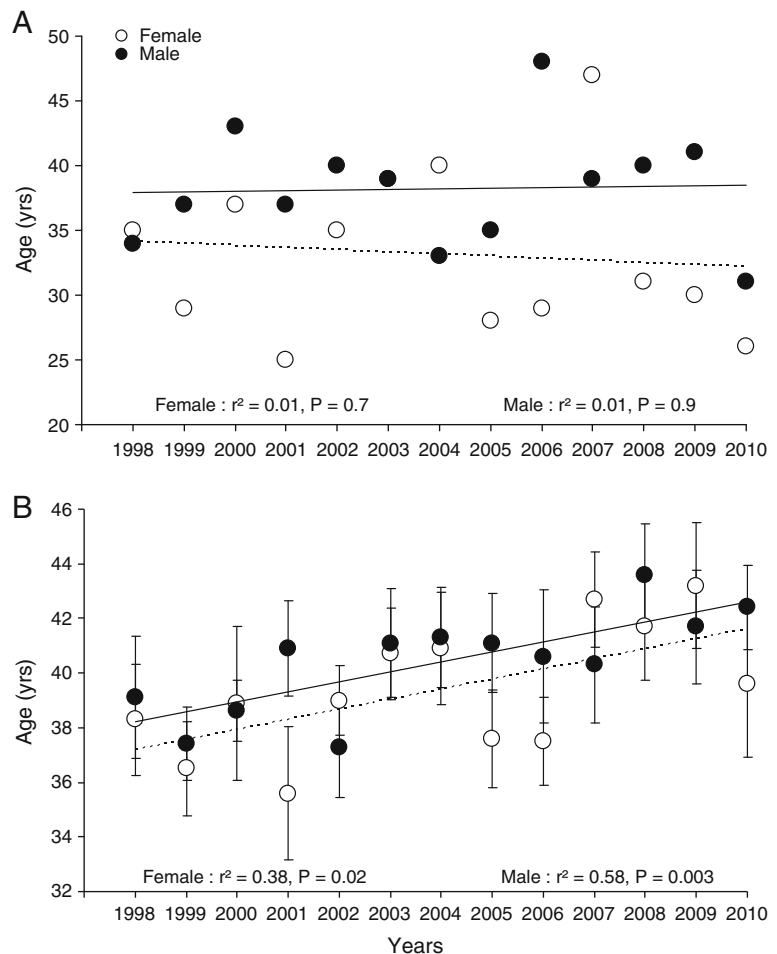 A
Female
Male
50
45
40
35
30
25
20
Age (yrs)
Female : r² = 0.01, P = 0.7
Male : r² = 0.01, P = 0.9
1998 1999 2000 2001 2002 2003 2004 2005 2006 2007 2008 2009 2010
B
46
44
42
40
38
36
34
32
Age (yrs)
Female : r² = 0.38, P = 0.02
Male : r² = 0.58, P = 0.003
1998 1999 2000 2001 2002 2003 2004 2005 2006 2007 2008 2009 2010
Years